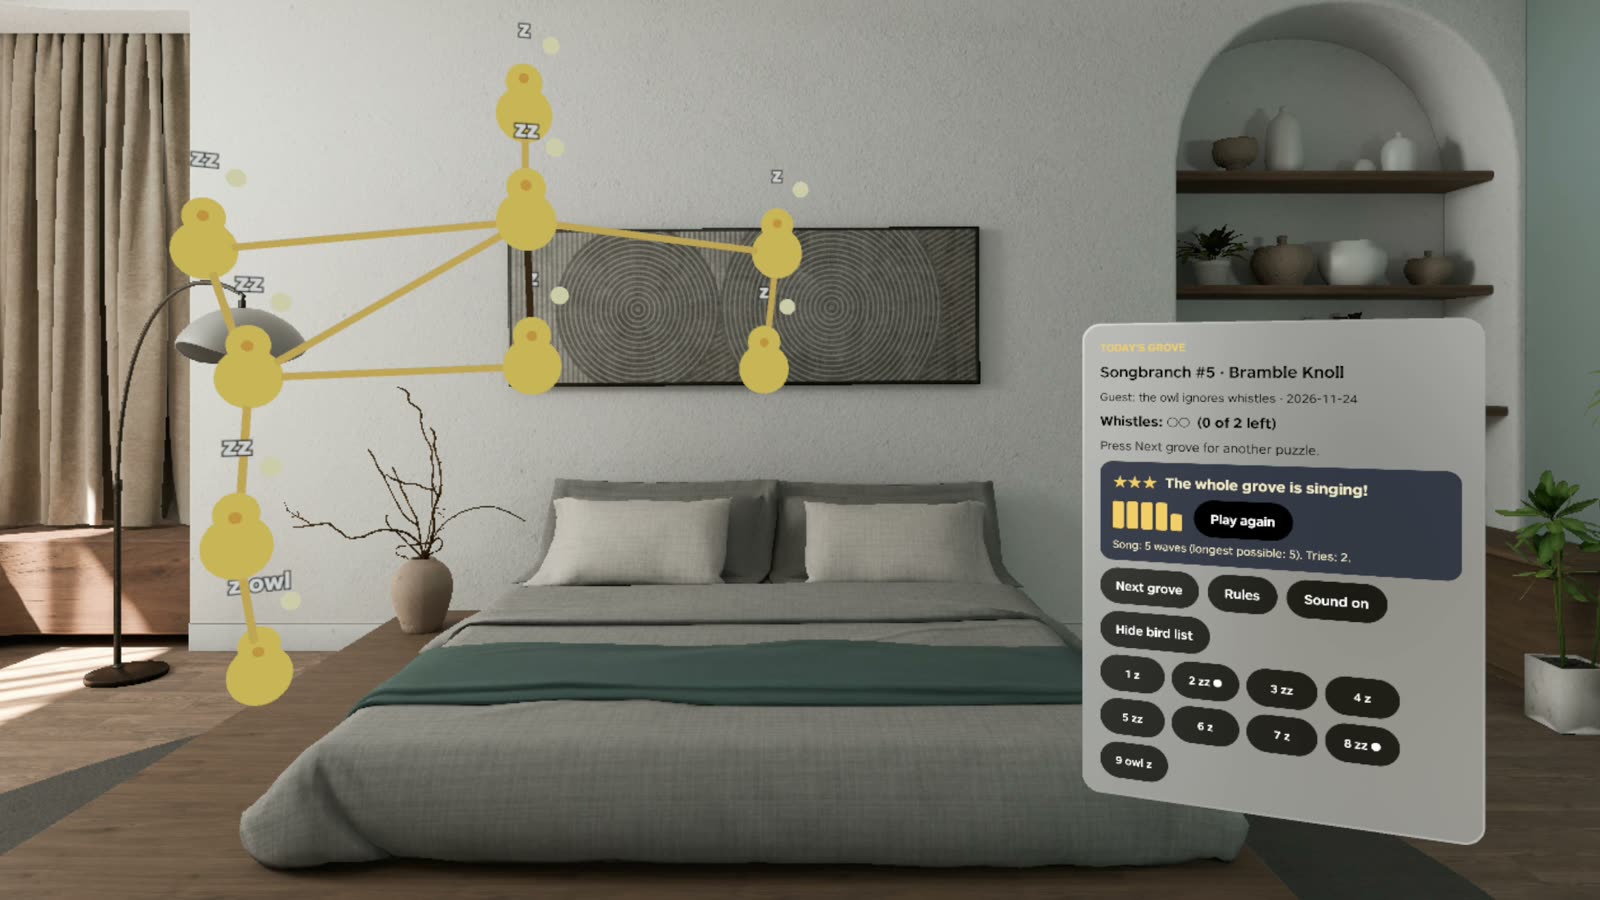 z
zz
zz
z
zz
z
z
zz
z owl
TODAY'S GROVE
Songbranch #5 · Bramble Knoll
Guest: the owl ignores whistles · 2026-11-24
Whistles: ○○ (0 of 2 left)
Press Next grove for another puzzle.
★★★ The whole grove is singing!
Play again
Song: 5 waves (longest possible: 5). Tries: 2.
Next grove
Rules
Sound on
Hide bird list
1 z
2 zz ●
3 zz
4 z
5 zz
6 z
7 z
8 zz ●
9 owl z